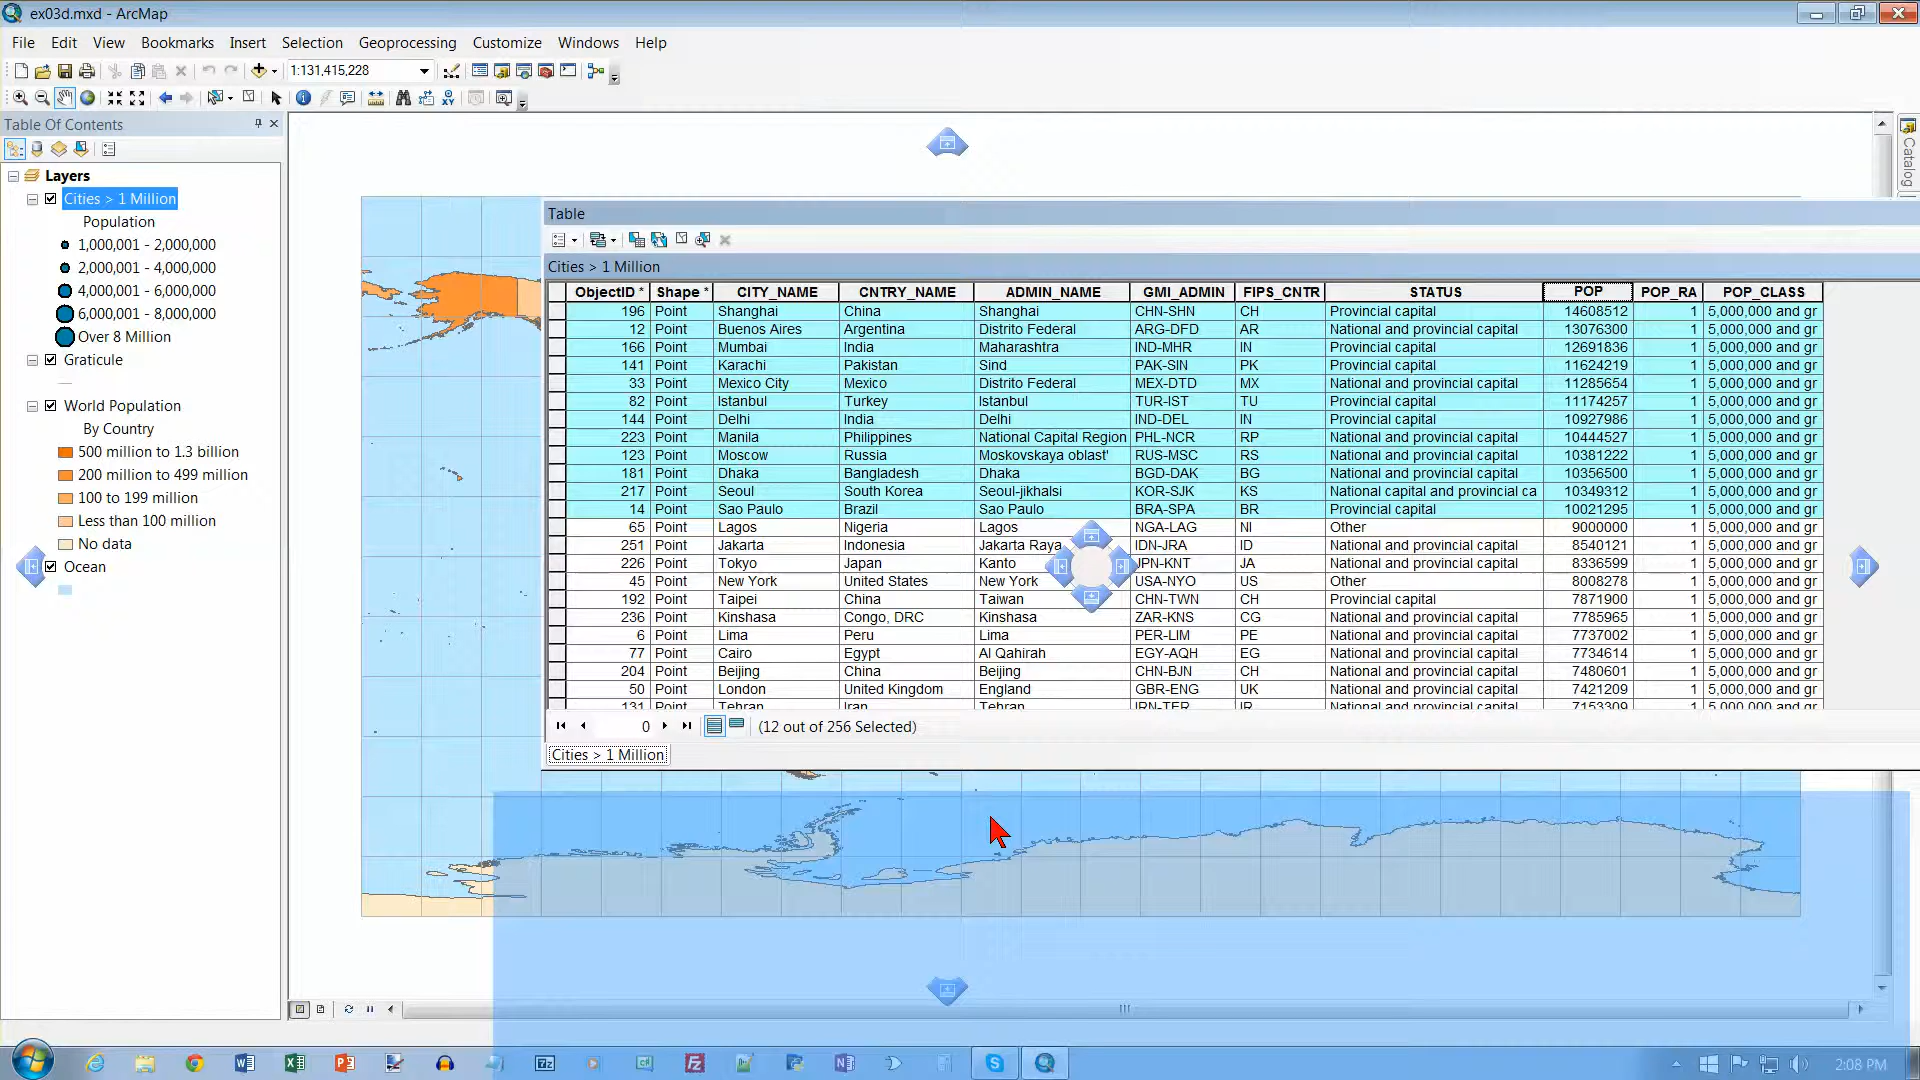 ex03d.mxd - ArcMap
File Edit View Bookmarks Insert Selection Geoprocessing Customize Windows Help
1:131,415,228
Table Of Contents
Layers
Cities > 1 Million
Population
1,000,001 - 2,000,000
2,000,001 - 4,000,000
4,000,001 - 6,000,000
6,000,001 - 8,000,000
Over 8 Million
Graticule
World Population
By Country
500 million to 1.3 billion
200 million to 499 million
100 to 199 million
Less than 100 million
No data
Ocean
Catalog
Table
Cities > 1 Million
ObjectID * Shape * CITY_NAME CNTRY_NAME ADMIN_NAME GMI_ADMIN FIPS_CNTR STATUS POP POP_RA POP_CLASS
196 Point Shanghai China Shanghai CHN-SHN CH Provincial capital 14608512 1 5,000,000 and gr
12 Point Buenos Aires Argentina Distrito Federal ARG-DFD AR National and provincial capital 13076300 1 5,000,000 and gr
166 Point Mumbai India Maharashtra IND-MHR IN Provincial capital 12691836 1 5,000,000 and gr
141 Point Karachi Pakistan Sind PAK-SIN PK Provincial capital 11624219 1 5,000,000 and gr
33 Point Mexico City Mexico Distrito Federal MEX-DTD MX National and provincial capital 11285654 1 5,000,000 and gr
82 Point Istanbul Turkey Istanbul TUR-IST TU Provincial capital 11174257 1 5,000,000 and gr
144 Point Delhi India Delhi IND-DEL IN Provincial capital 10927986 1 5,000,000 and gr
223 Point Manila Philippines National Capital Region PHL-NCR RP National and provincial capital 10444527 1 5,000,000 and gr
123 Point Moscow Russia Moskovskaya oblast' RUS-MSC RS National and provincial capital 10381222 1 5,000,000 and gr
181 Point Dhaka Bangladesh Dhaka BGD-DAK BG National and provincial capital 10356500 1 5,000,000 and gr
217 Point Seoul South Korea Seoul-jikhalsi KOR-SJK KS National capital and provincial ca 10349312 1 5,000,000 and gr
14 Point Sao Paulo Brazil Sao Paulo BRA-SPA BR Provincial capital 10021295 1 5,000,000 and gr
65 Point Lagos Nigeria Lagos NGA-LAG NI Other 9000000 1 5,000,000 and gr
251 Point Jakarta Indonesia Jakarta Raya IDN-JRA ID National and provincial capital 8540121 1 5,000,000 and gr
226 Point Tokyo Japan Kanto JPN-KNT JA National and provincial capital 8336599 1 5,000,000 and gr
45 Point New York United States New York USA-NYO US Other 8008278 1 5,000,000 and gr
192 Point Taipei China Taiwan CHN-TWN CH Provincial capital 7871900 1 5,000,000 and gr
236 Point Kinshasa Congo, DRC Kinshasa ZAR-KNS CG National and provincial capital 7785965 1 5,000,000 and gr
6 Point Lima Peru Lima PER-LIM PE National and provincial capital 7737002 1 5,000,000 and gr
77 Point Cairo Egypt Al Qahirah EGY-AQH EG National and provincial capital 7734614 1 5,000,000 and gr
204 Point Beijing China Beijing CHN-BJN CH National and provincial capital 7480601 1 5,000,000 and gr
50 Point London United Kingdom England GBR-ENG UK National and provincial capital 7421209 1 5,000,000 and gr
131 Point Tehran Iran Tehran IRN-TER IR National and provincial capital 7153309 1 5,000,000 and gr
0 (12 out of 256 Selected)
Cities > 1 Million
2:08 PM